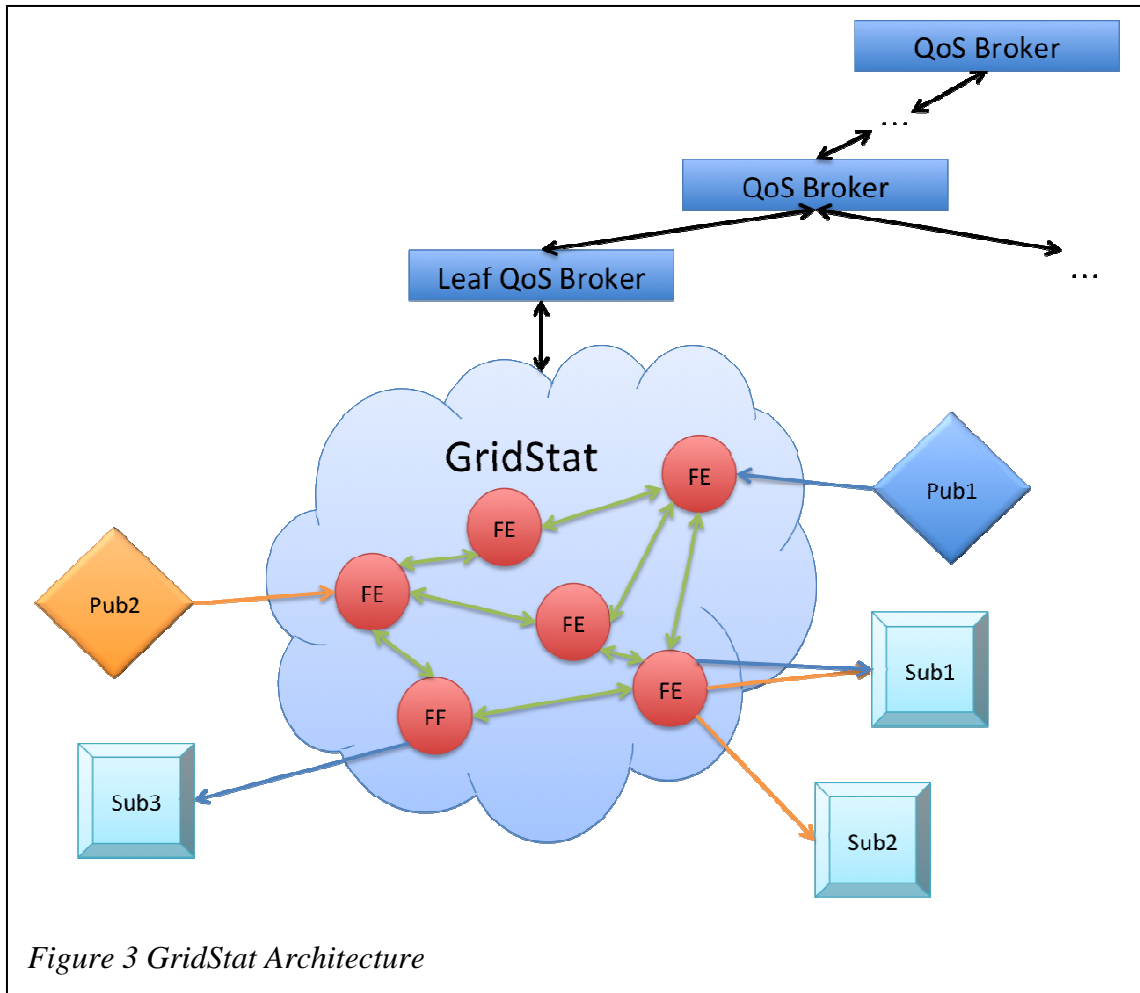 QoS Broker
...
QoS Broker
Leaf QoS Broker
...
GridStat
FE
Pub1
FE
FE
Pub2
FE
Sub1
FE
FF
Sub3
Sub2
Figure 3 GridStat Architecture